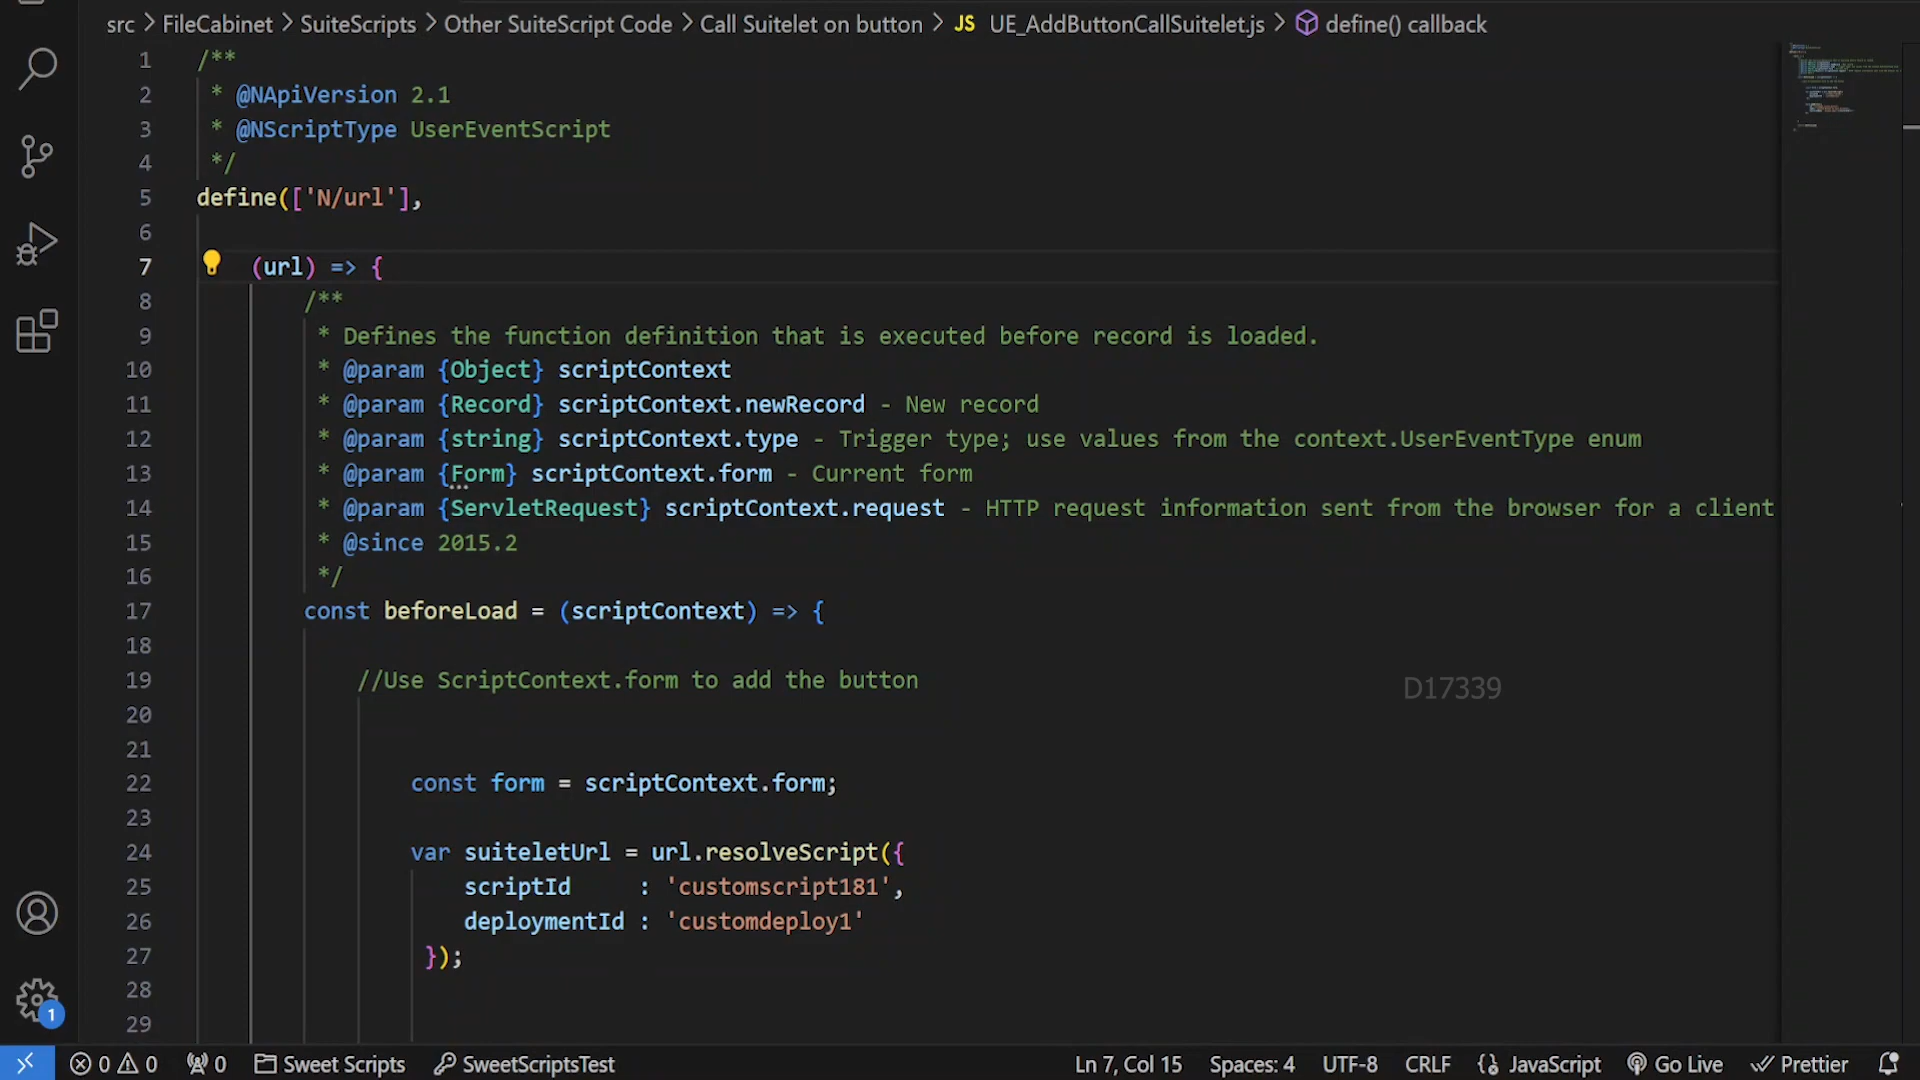 src > FileCabinet > SuiteScripts > Other SuiteScript Code > Call Suitelet on button > JS UE_AddButtonCallSuitelet.js > define() callback
1 /**
2 * @NApiVersion 2.1
3 * @NScriptType UserEventScript
4 */
5 define(['N/url'],
6
7 (url) => {
8 /**
9 * Defines the function definition that is executed before record is loaded.
10 * @param {Object} scriptContext
11 * @param {Record} scriptContext.newRecord - New record
12 * @param {string} scriptContext.type - Trigger type; use values from the context.UserEventType enum
13 * @param {Form} scriptContext.form - Current form
14 * @param {ServletRequest} scriptContext.request - HTTP request information sent from the browser for a client
15 * @since 2015.2
16 */
17 const beforeLoad = (scriptContext) => {
18
19 //Use ScriptContext.form to add the button
D17339
20
21
22 const form = scriptContext.form;
23
24 var suiteletUrl = url.resolveScript({
25 scriptId : 'customscript181',
26 deploymentId : 'customdeploy1'
27 });
28
29
1
0 0 0 Sweet Scripts SweetScriptsTest Ln 7, Col 15 Spaces: 4 UTF-8 CRLF {} JavaScript Go Live Prettier